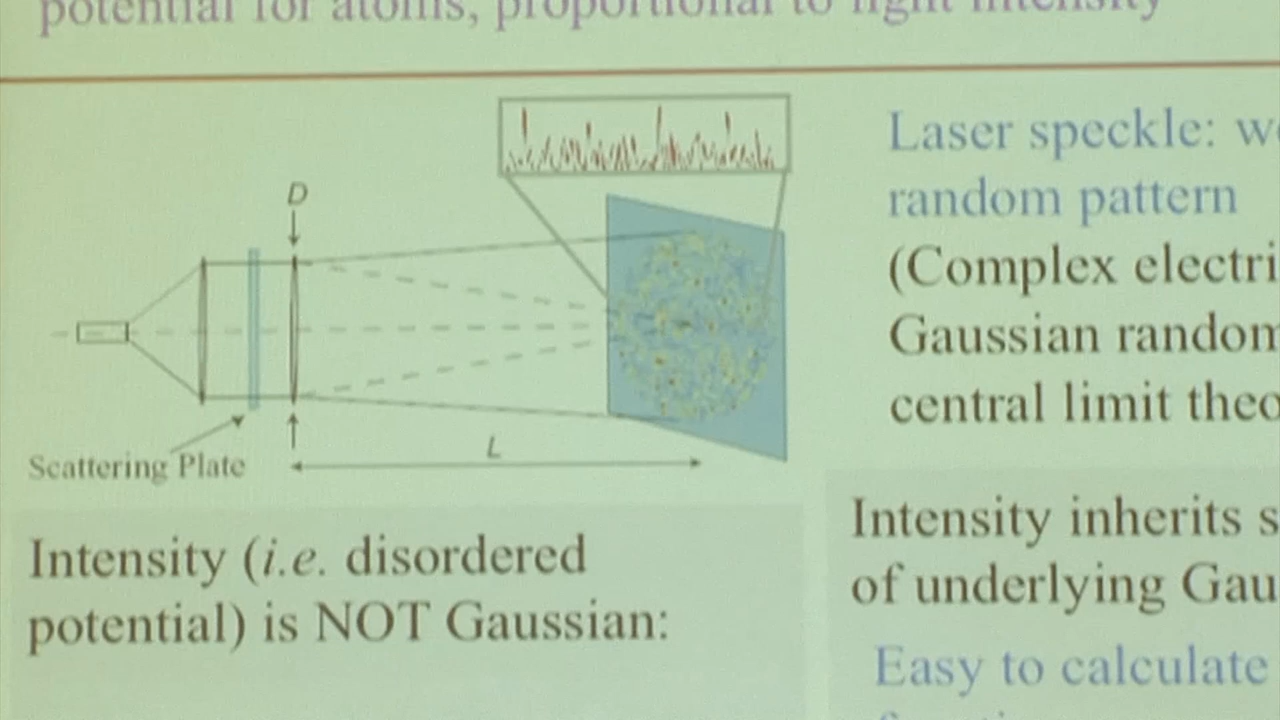 potential for atoms, proportional to light intensity
D
L
Scattering Plate
Laser speckle: w
random pattern
(Complex electri
Gaussian random
central limit theo
Intensity (i.e. disordered
potential) is NOT Gaussian:
Intensity inherits s
of underlying Gau
Easy to calculate